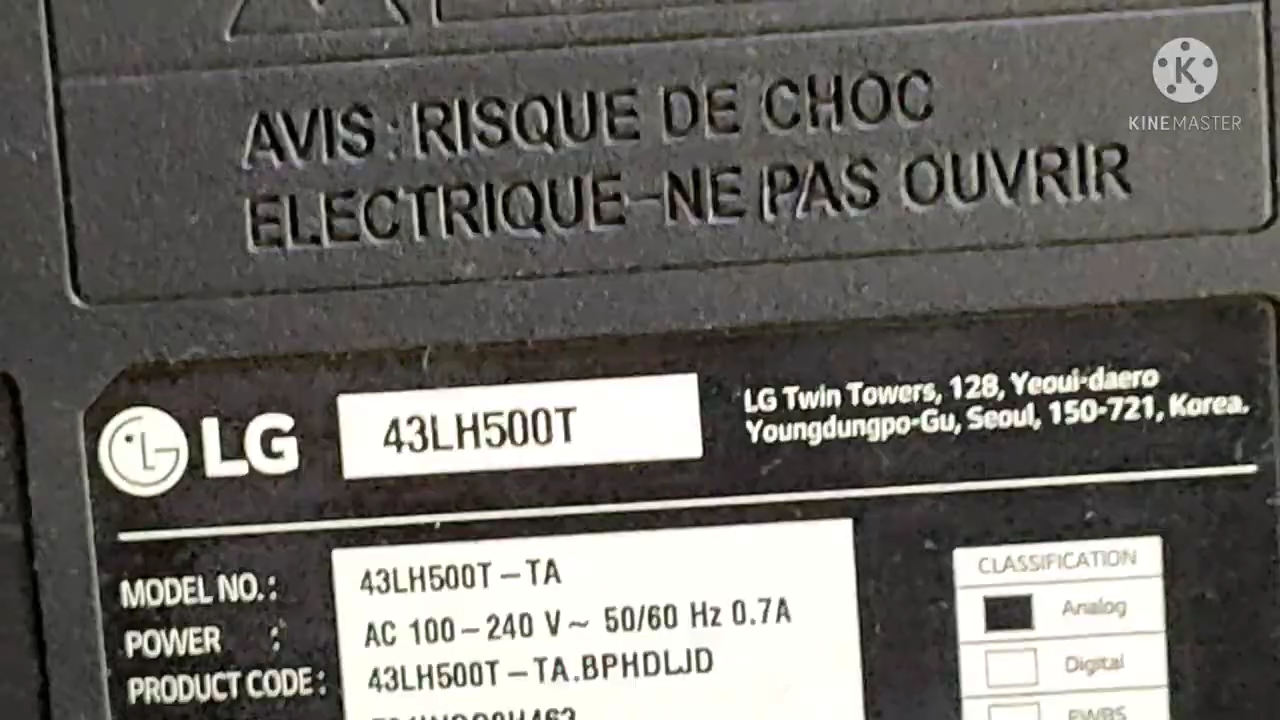 K
KINEMASTER
AVIS : RISQUE DE CHOC
ELECTRIQUE-NE PAS OUVRIR
LG
43LH500T
LG Twin Towers, 128, Yeoui-daero
Youngdungpo-Gu, Seoul, 150-721, Korea.
MODEL NO. : 43LH500T-TA
POWER : AC 100-240 V~ 50/60 Hz 0.7A
PRODUCT CODE : 43LH500T-TA.BPHDLJD
CLASSIFICATION
Analog
Digital
EWBS